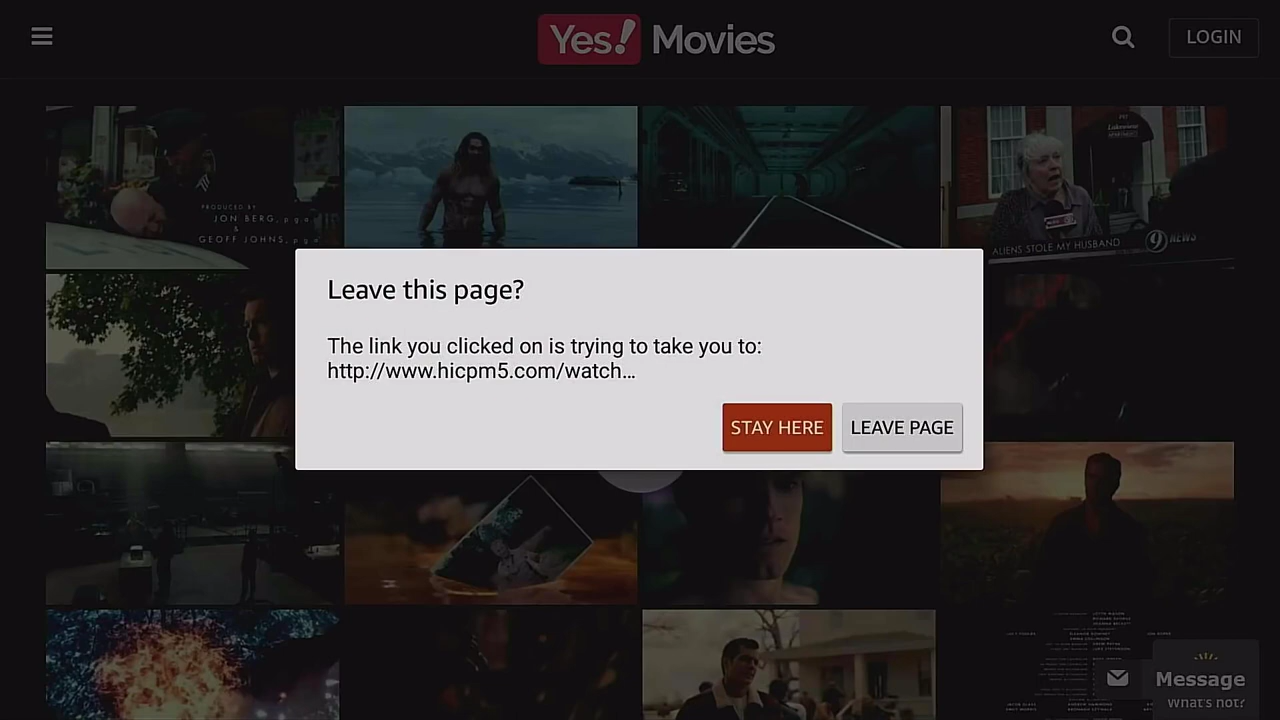 Yes! Movies
LOGIN
PRODUCED BY
JON BERG, p.g.a.
&
GEOFF JOHNS, p.g.a.
Lakeview
ALIENS STOLE MY HUSBAND
9 NEWS
Leave this page?
The link you clicked on is trying to take you to:
http://www.hicpm5.com/watch...
STAY HERE
LEAVE PAGE
Message
What's not?